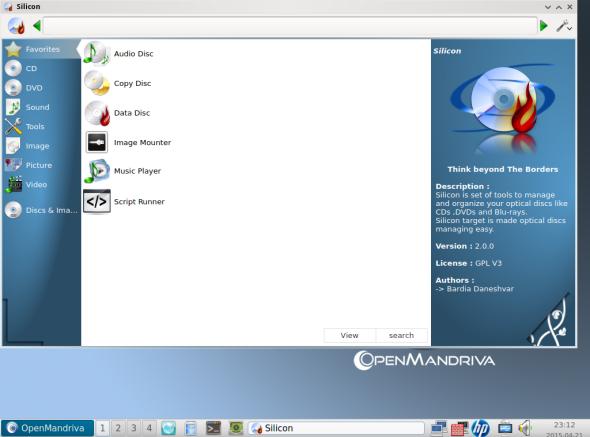 Silicon
Favorites
CD
DVD
Sound
Tools
Image
Picture
Video
Discs & Ima...
Audio Disc
Copy Disc
Data Disc
Image Mounter
Music Player
</>
Script Runner
View search
Silicon
Think beyond The Borders
Description :
Silicon is set of tools to manage
and organize your optical discs like
CDs ,DVDs and Blu-rays.
Silicon target is made optical discs
managing easy.
Version : 2.0.0
License : GPL V3
Authors :
-> Bardia Daneshvar
OPENMANDRIVA
OpenMandriva 1 2 3 4 Silicon hp 23:12
2015-04-21